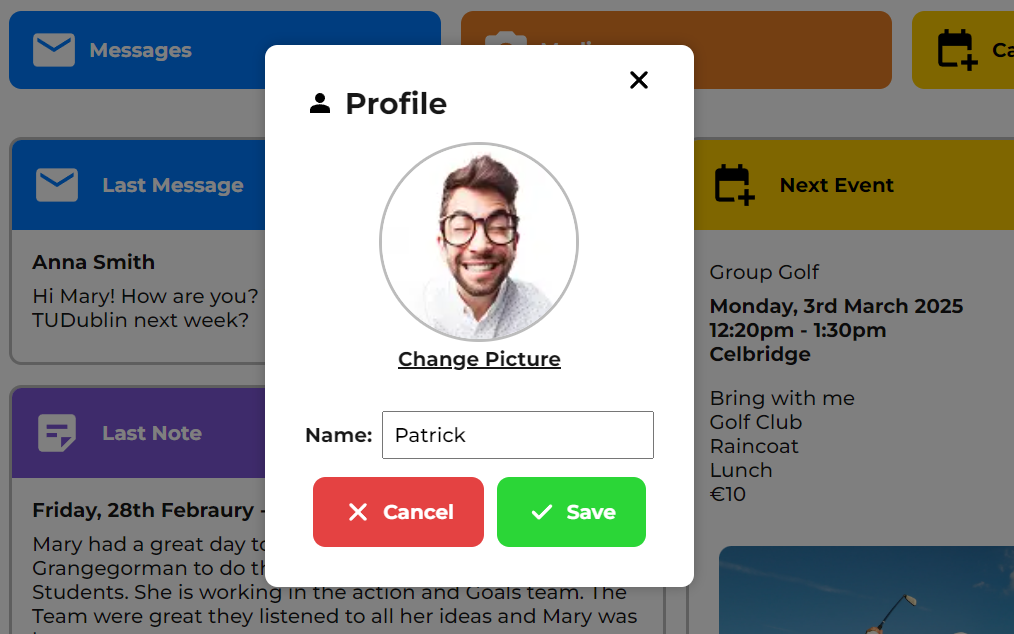 Messages
Profile
Change Picture
Name: Patrick
Cancel
Save
Last Message
Anna Smith
Hi Mary! How are you?
TUDublin next week?
Last Note
Friday, 28th Febraury -
Mary had a great day
Grangegorman to do
Students. She is working in the action and Goals team. The
Team were great they listened to all her ideas and Mary was
Next Event
Group Golf
Monday, 3rd March 2025
12:20pm - 1:30pm
Celbridge
Bring with me
Golf Club
Raincoat
Lunch
€10